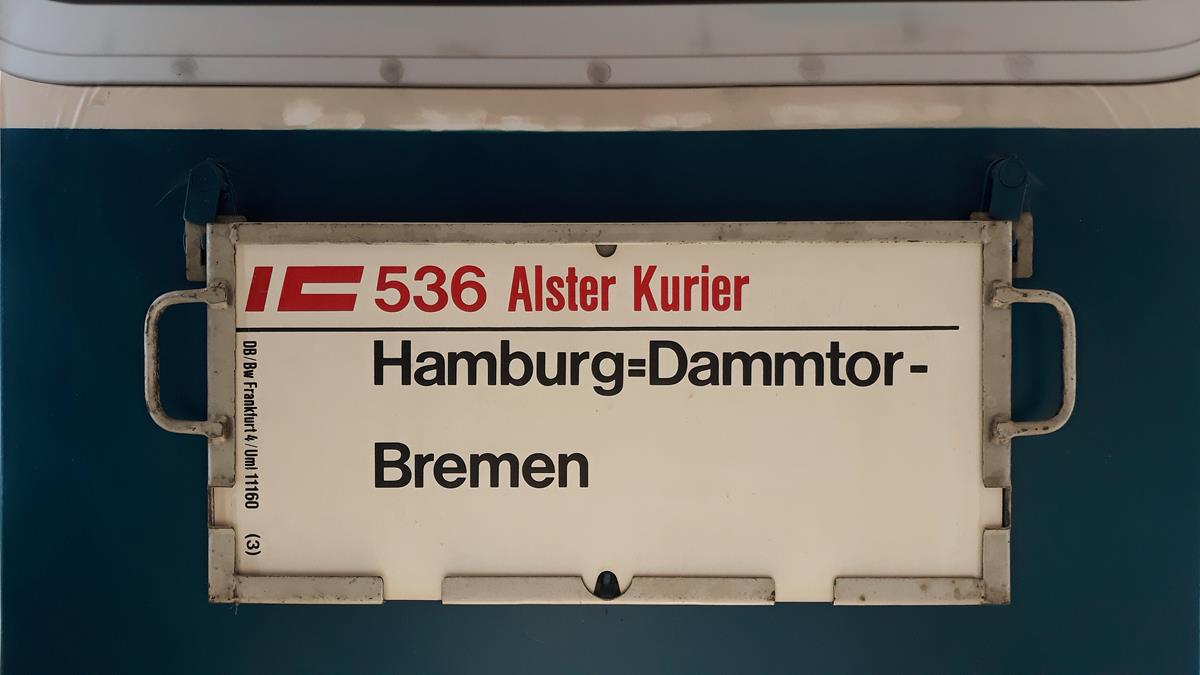 IC 536 Alster Kurier
Hamburg=Dammtor-
Bremen
DB/Bw Frankfurt 4/Uml 11160 (3)